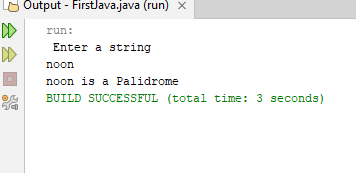 Output - FirstJava.java (run)
run:
 Enter a string
noon
noon is a Palidrome
BUILD SUCCESSFUL (total time: 3 seconds)